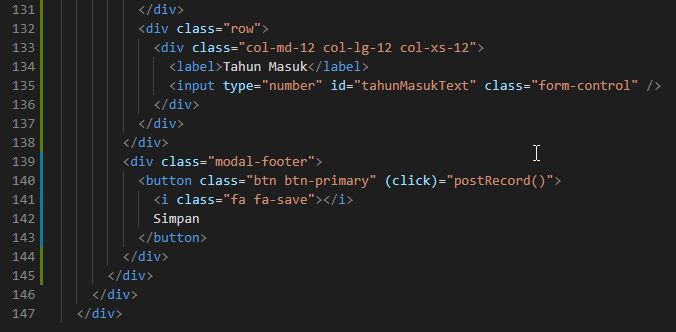 131 </div>
132 <div class="row">
133 <div class="col-md-12 col-lg-12 col-xs-12">
134 <label>Tahun Masuk</label>
135 <input type="number" id="tahunMasukText" class="form-control" />
136 </div>
137 </div>
138 </div>
139 <div class="modal-footer">
140 <button class="btn btn-primary" (click)="postRecord()">
141 <i class="fa fa-save"></i>
142 Simpan
143 </button>
144 </div>
145 </div>
146 </div>
147 </div>